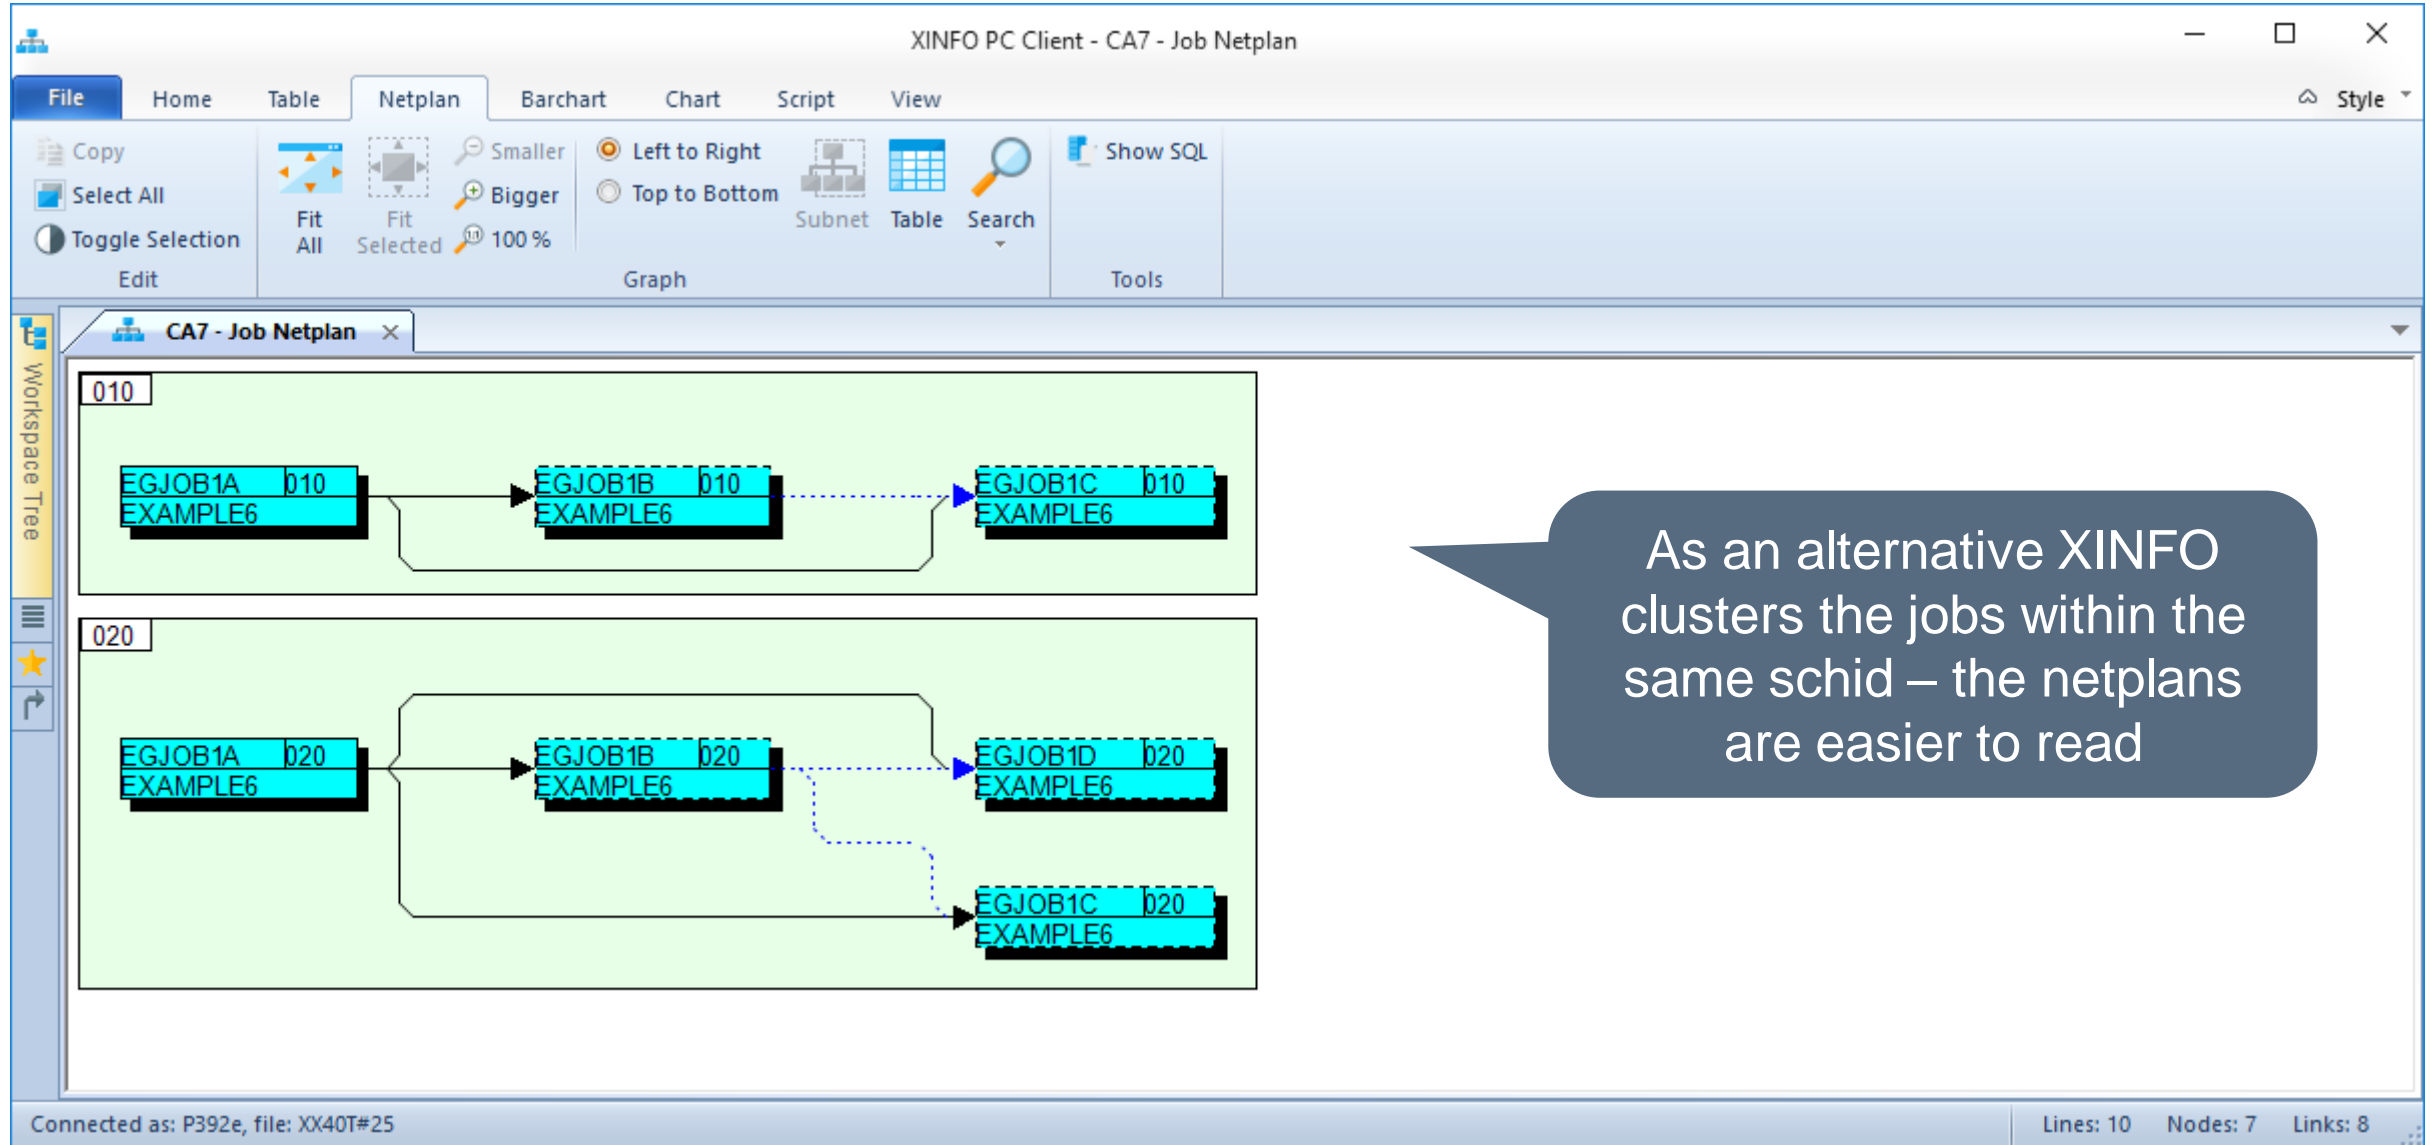 XINFO PC Client - CA7 - Job Netplan
File Home Table Netplan Barchart Chart Script View Style
Copy
Select All
Toggle Selection
Edit
Fit All
Fit Selected
Smaller
Bigger
100 %
Left to Right
Top to Bottom
Subnet
Table
Search
Graph
Show SQL
Tools
Workspace Tree
CA7 - Job Netplan
010
EGJOB1A 010
EXAMPLE6
EGJOB1B 010
EXAMPLE6
EGJOB1C 010
EXAMPLE6
020
EGJOB1A 020
EXAMPLE6
EGJOB1B 020
EXAMPLE6
EGJOB1D 020
EXAMPLE6
EGJOB1C 020
EXAMPLE6
As an alternative XINFO
clusters the jobs within the
same schid – the netplans
are easier to read
Connected as: P392e, file: XX40T#25
Lines: 10 Nodes: 7 Links: 8